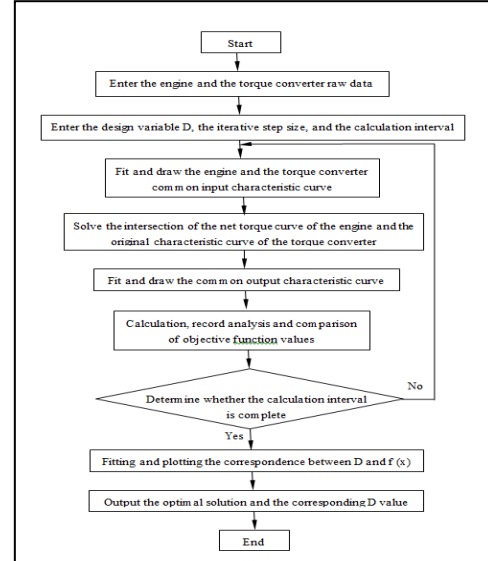 Start
Enter the engine and the torque converter raw data
Enter the design variable D, the iterative step size, and the calculation interval
Fit and draw the engine and the torque converter
common input characteristic curve
Solve the intersection of the net torque curve of the engine and the
original characteristic curve of the torque converter
Fit and draw the common output characteristic curve
Calculation, record analysis and comparison
of objective function values
No
Determine whether the calculation interval
is complete
Yes
Fitting and plotting the correspondence between D and f (x)
Output the optimal solution and the corresponding D value
End